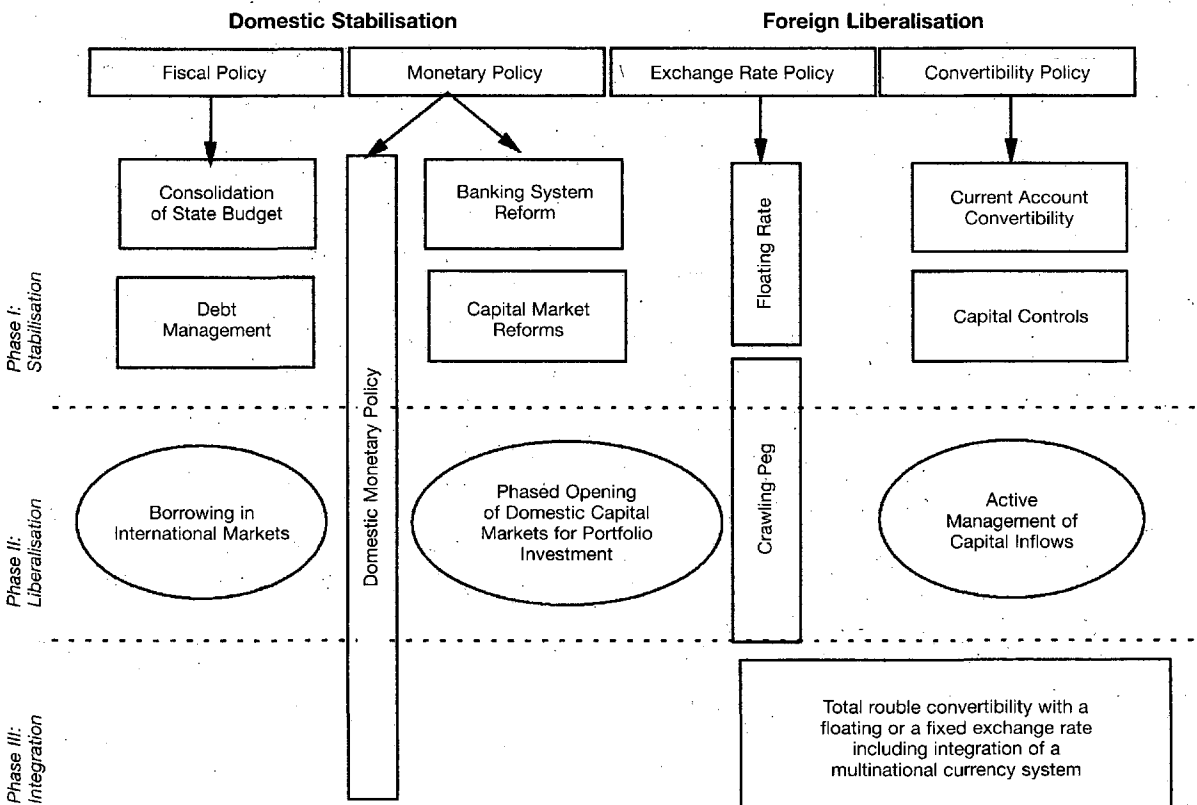 Domestic Stabilisation
Foreign Liberalisation
Fiscal Policy
Monetary Policy
Exchange Rate Policy
Convertibility Policy
Phase I:
Stabilisation
Consolidation
of State Budget
Debt
Management
Domestic Monetary Policy
Banking System
Reform
Capital Market
Reforms
Floating Rate
Current Account
Convertibility
Capital Controls
Phase II:
Liberalisation
Borrowing in
International Markets
Phased Opening
of Domestic Capital
Markets for Portfolio
Investment
Crawling-Peg
Active
Management of
Capital Inflows
Phase III:
Integration
Total rouble convertibility with a
floating or a fixed exchange rate
including integration of a
multinational currency system